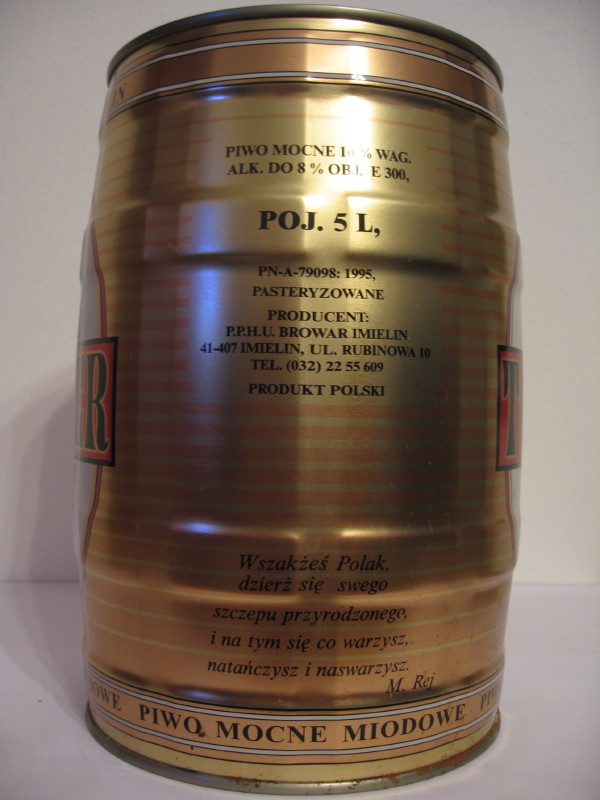 PIWO MOCNE % WAG.
ALK. DO 8 % OBJ. E 300,
POJ. 5 L,
PN-A-79098: 1995,
PASTERYZOWANE
PRODUCENT:
P.P.H.U. BROWAR IMIELIN
41-407 IMIELIN, UL. RUBINOWA 10
TEL. (032) 22 55 609
PRODUKT POLSKI
ER
T
Wszakżeś Polak,
dzierż się swego
szczepu przyrodzonego,
i na tym się co warzysz,
natańczysz i naswarzysz.
M. Rej
PIWO MOCNE MIODOWE